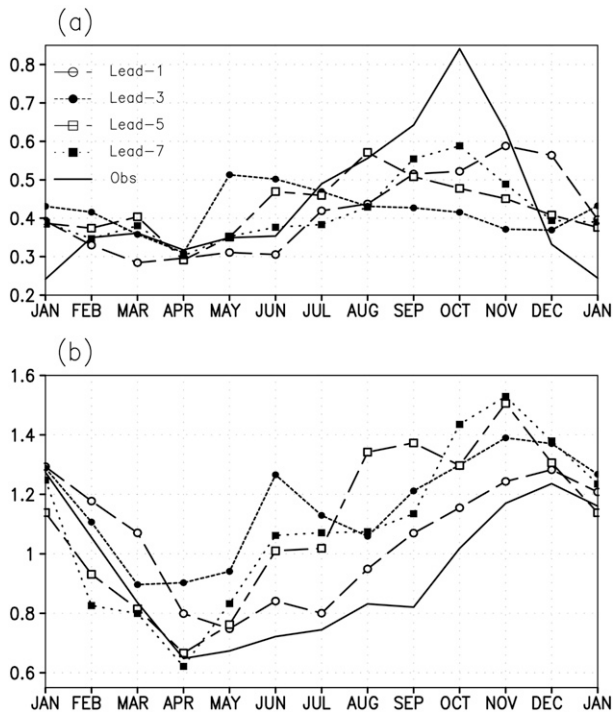 (a)
0.8
0.7
0.6
0.5
0.4
0.3
0.2
Lead-1
Lead-3
Lead-5
Lead-7
Obs
JAN FEB MAR APR MAY JUN JUL AUG SEP OCT NOV DEC JAN
(b)
1.6
1.4
1.2
1
0.8
0.6
JAN FEB MAR APR MAY JUN JUL AUG SEP OCT NOV DEC JAN